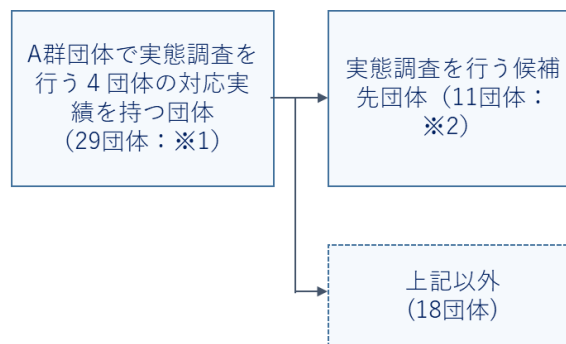 A群団体で実態調査を
行う４団体の対応実
績を持つ団体
（29団体：※1）
実態調査を行う候補
先団体（11団体：
※2）
上記以外
(18団体）